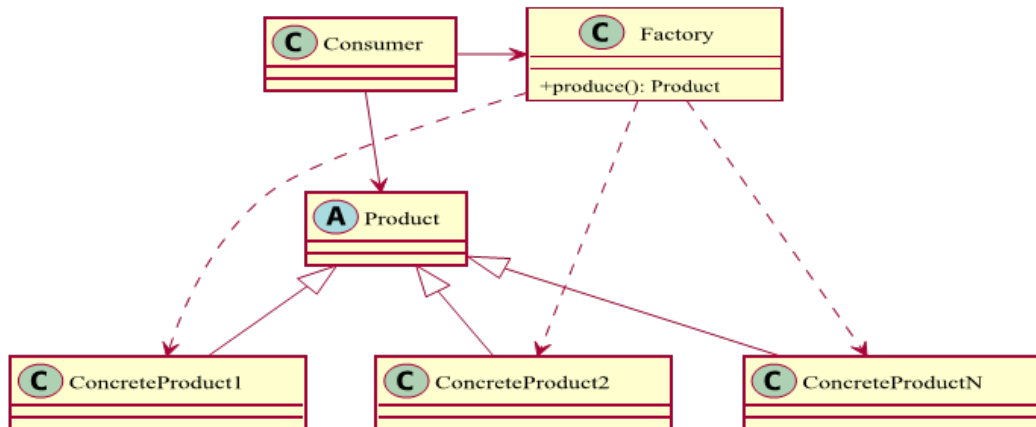 C Consumer
C Factory
+produce(): Product
A Product
C ConcreteProduct1
C ConcreteProduct2
C ConcreteProductN